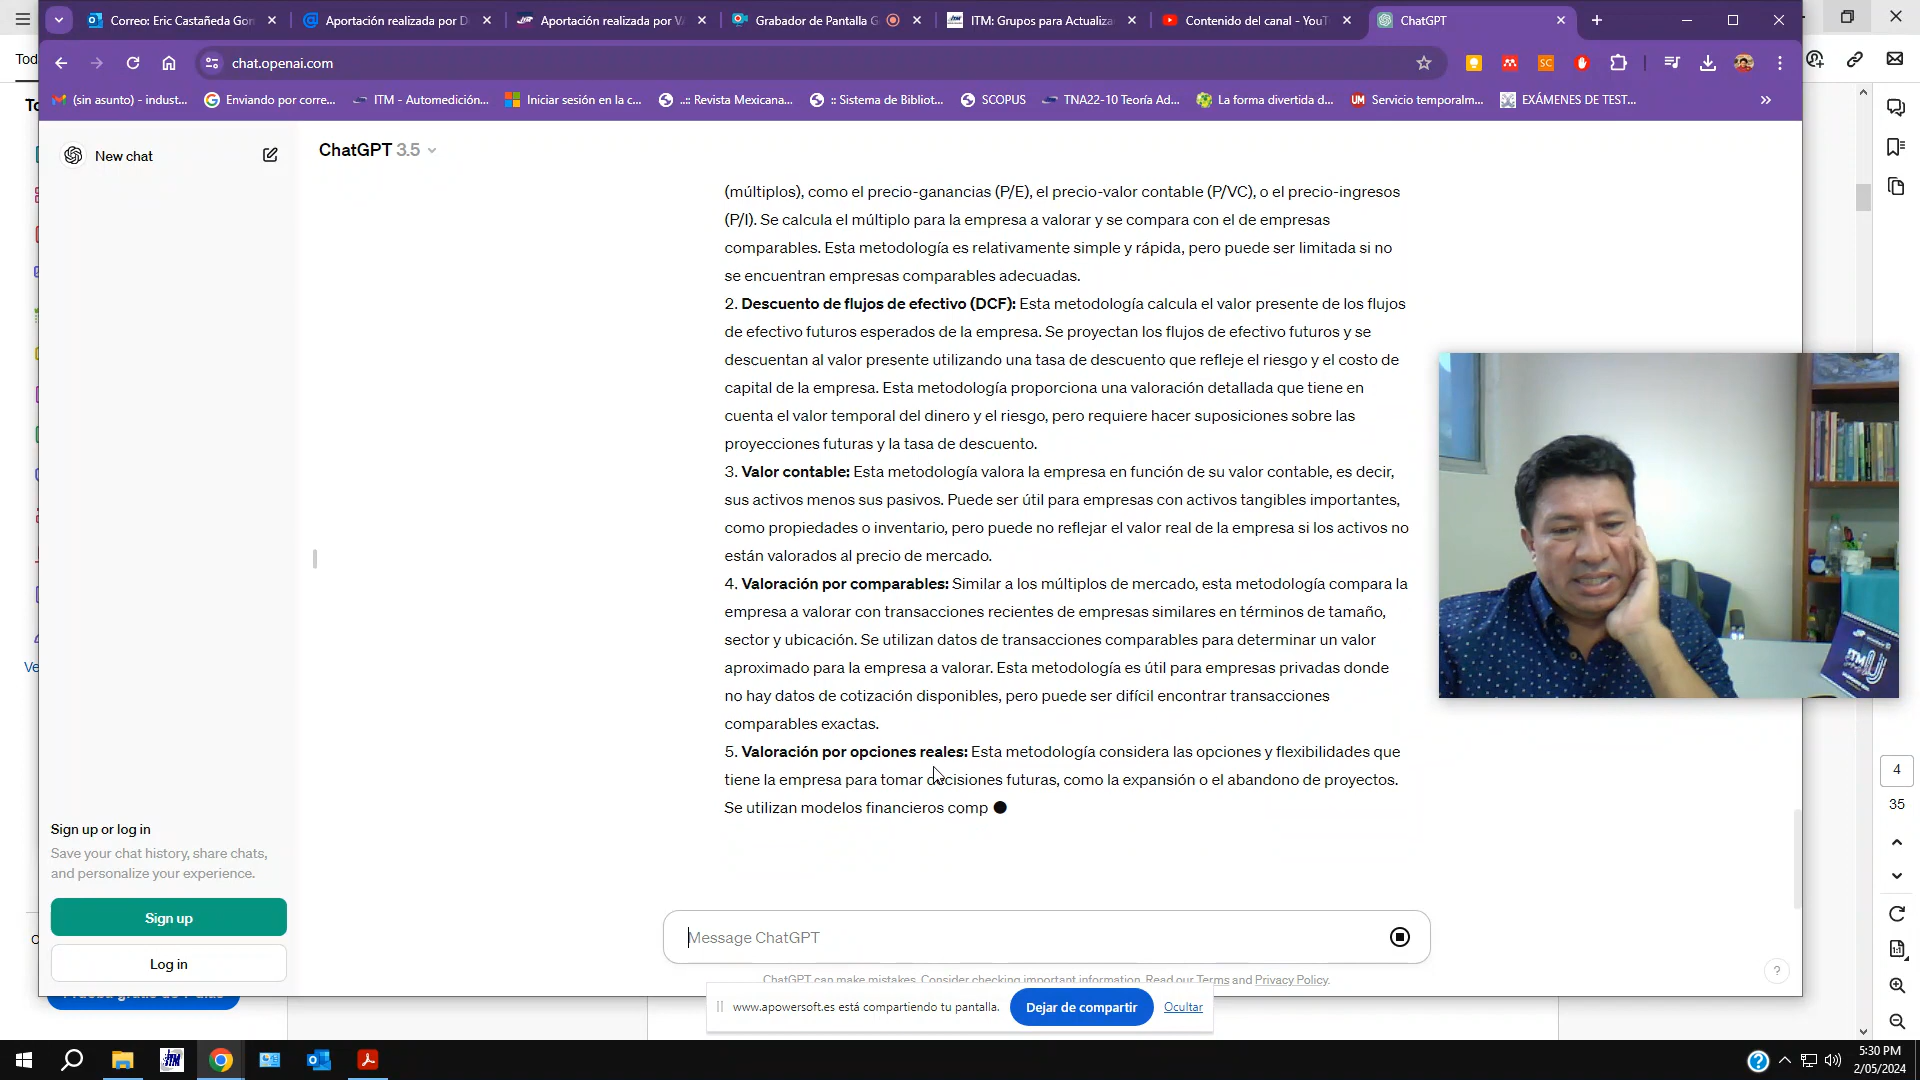 Correo: Eric Castañeda Gor
Aportación realizada por D
Aportación realizada por VA
Grabador de Pantalla G
ITM: Grupos para Actualiza
Contenido del canal - YouT
ChatGPT
chat.openai.com
(sin asunto) - indust...
Enviando por corre...
ITM - Automedición...
Iniciar sesión en la c...
..:: Revista Mexicana...
:: Sistema de Bibliot...
SCOPUS
TNA22-10 Teoría Ad...
La forma divertida d...
Servicio temporalm...
EXÁMENES DE TEST...
New chat
ChatGPT 3.5
(múltiplos), como el precio-ganancias (P/E), el precio-valor contable (P/VC), o el precio-ingresos
(P/I). Se calcula el múltiplo para la empresa a valorar y se compara con el de empresas
comparables. Esta metodología es relativamente simple y rápida, pero puede ser limitada si no
se encuentran empresas comparables adecuadas.
2. Descuento de flujos de efectivo (DCF): Esta metodología calcula el valor presente de los flujos
de efectivo futuros esperados de la empresa. Se proyectan los flujos de efectivo futuros y se
descuentan al valor presente utilizando una tasa de descuento que refleje el riesgo y el costo de
capital de la empresa. Esta metodología proporciona una valoración detallada que tiene en
cuenta el valor temporal del dinero y el riesgo, pero requiere hacer suposiciones sobre las
proyecciones futuras y la tasa de descuento.
3. Valor contable: Esta metodología valora la empresa en función de su valor contable, es decir,
sus activos menos sus pasivos. Puede ser útil para empresas con activos tangibles importantes,
como propiedades o inventario, pero puede no reflejar el valor real de la empresa si los activos no
están valorados al precio de mercado.
4. Valoración por comparables: Similar a los múltiplos de mercado, esta metodología compara la
empresa a valorar con transacciones recientes de empresas similares en términos de tamaño,
sector y ubicación. Se utilizan datos de transacciones comparables para determinar un valor
aproximado para la empresa a valorar. Esta metodología es útil para empresas privadas donde
no hay datos de cotización disponibles, pero puede ser difícil encontrar transacciones
comparables exactas.
5. Valoración por opciones reales: Esta metodología considera las opciones y flexibilidades que
tiene la empresa para tomar decisiones futuras, como la expansión o el abandono de proyectos.
Se utilizan modelos financieros comp
Sign up or log in
Save your chat history, share chats,
and personalize your experience.
Sign up
Log in
Message ChatGPT
ChatGPT can make mistakes. Consider checking important information. Read our Terms and Privacy Policy.
?
www.apowersoft.es está compartiendo tu pantalla.
Dejar de compartir
Ocultar
4
35
ITM
5:30 PM
2/05/2024